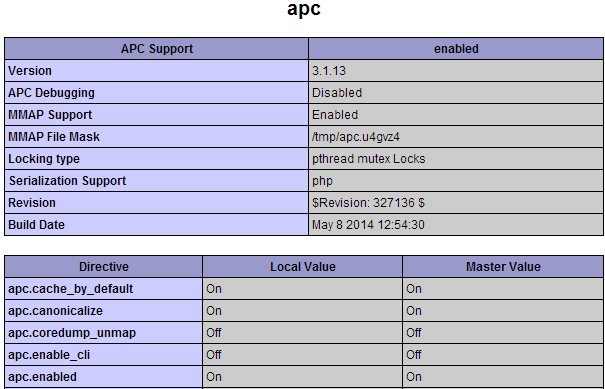 apc
APC Support enabled
Version 3.1.13
APC Debugging Disabled
MMAP Support Enabled
MMAP File Mask /tmp/apc.u4gvz4
Locking type pthread mutex Locks
Serialization Support php
Revision $Revision: 327136 $
Build Date May 8 2014 12:54:30
Directive Local Value Master Value
apc.cache_by_default On On
apc.canonicalize On On
apc.coredump_unmap Off Off
apc.enable_cli Off Off
apc.enabled On On